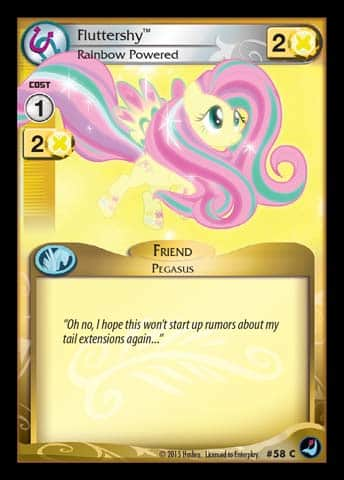 Fluttershy™
Rainbow Powered
2
COST
1
2
FRIEND
PEGASUS
"Oh no, I hope this won't start up rumors about my
tail extensions again..."
© 2015 Hasbro. Licensed to Enterplay.
#58 C